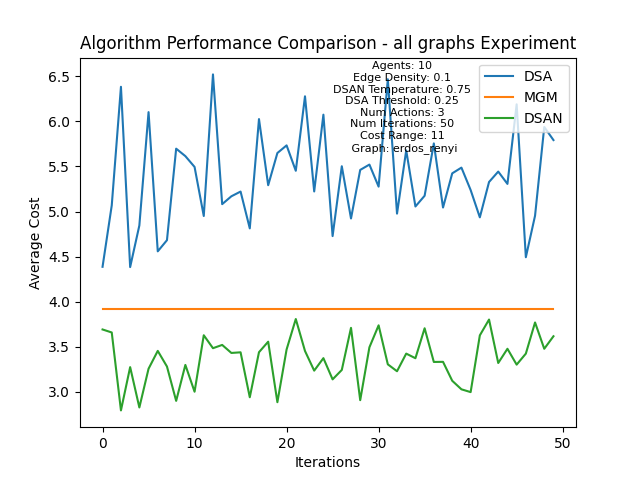 Algorithm Performance Comparison - all graphs Experiment
Agents: 10
Edge Density: 0.1
DSAN Temperature: 0.75
DSA Threshold: 0.25
Num Actions: 3
Num Iterations: 50
Cost Range: 11
Graph: erdos_renyi
DSA
MGM
DSAN
Average Cost
6.5
6.0
5.5
5.0
4.5
4.0
3.5
3.0
0 10 20 30 40 50
Iterations